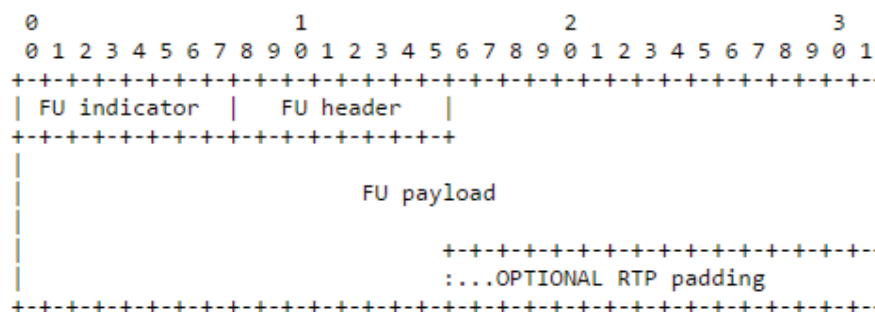 0                   1                   2                   3
 0 1 2 3 4 5 6 7 8 9 0 1 2 3 4 5 6 7 8 9 0 1 2 3 4 5 6 7 8 9 0 1
+-+-+-+-+-+-+-+-+-+-+-+-+-+-+-+-+-+-+-+-+-+-+-+-+-+-+-+-+-+-+-+-
| FU indicator  |   FU header   |
+-+-+-+-+-+-+-+-+-+-+-+-+-+-+-+-+
|
|                         FU payload
|
|                               +-+-+-+-+-+-+-+-+-+-+-+-+-+-+-+-
|                               :...OPTIONAL RTP padding
+-+-+-+-+-+-+-+-+-+-+-+-+-+-+-+-+-+-+-+-+-+-+-+-+-+-+-+-+-+-+-+-